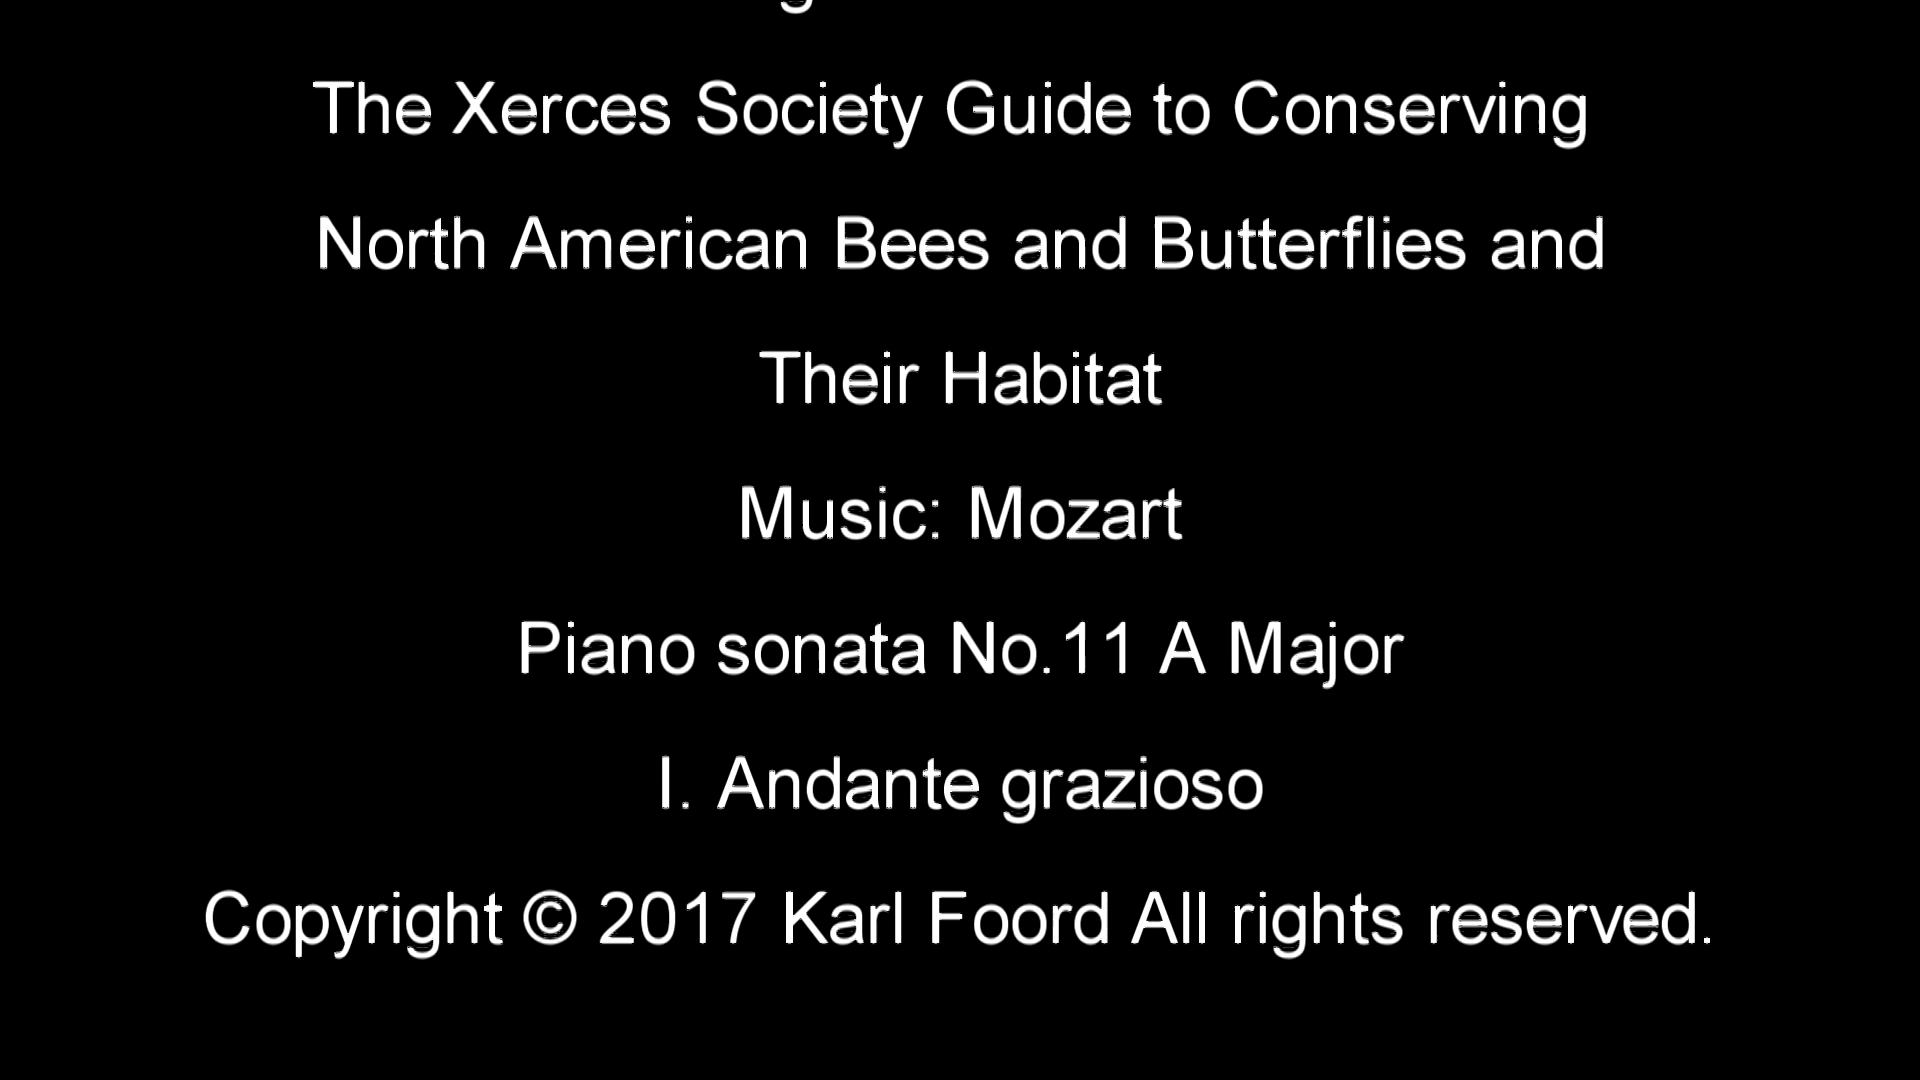 The Xerces Society Guide to Conserving
North American Bees and Butterflies and
Their Habitat
Music: Mozart
Piano sonata No.11 A Major
I. Andante grazioso
Copyright © 2017 Karl Foord All rights reserved.